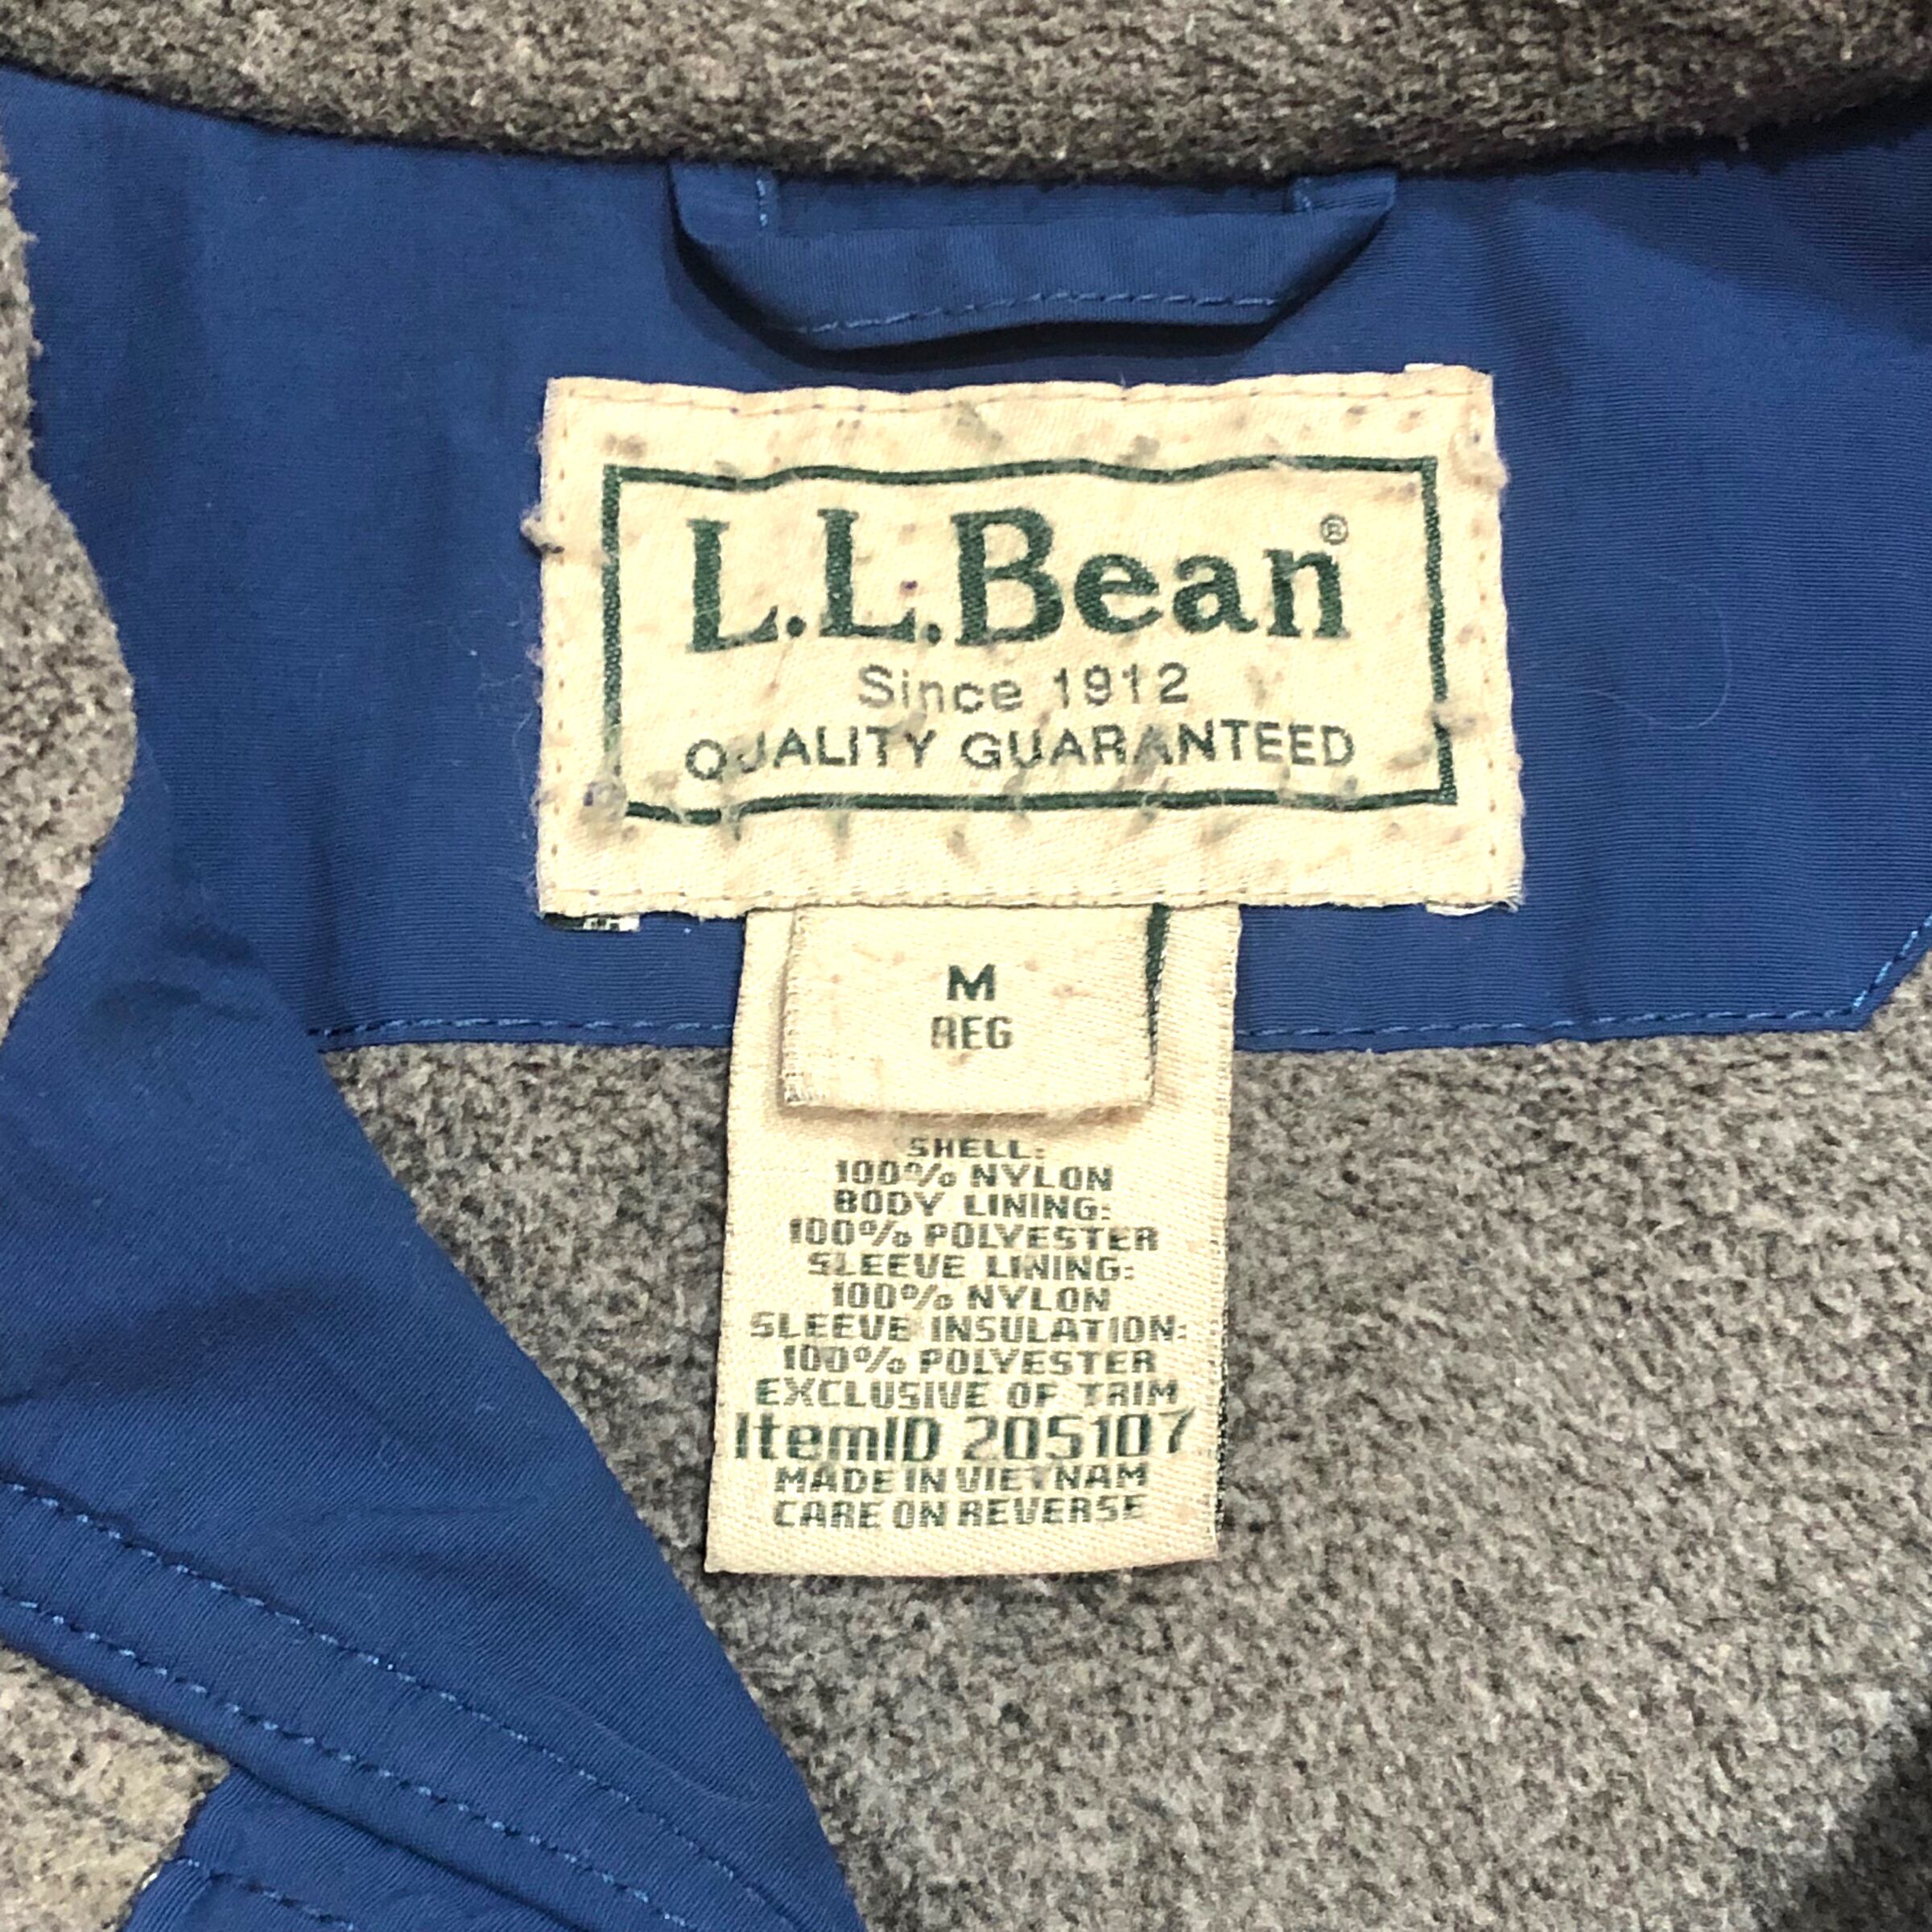 L.L.Bean®
Since 1912
QUALITY GUARANTEED
M
REG
SHELL:
100% NYLON
BODY LINING:
100% POLYESTER
SLEEVE LINING:
100% NYLON
SLEEVE INSULATION:
100% POLYESTER
EXCLUSIVE OF TRIM
ItemID 205107
MADE IN VIETNAM
CARE ON REVERSE